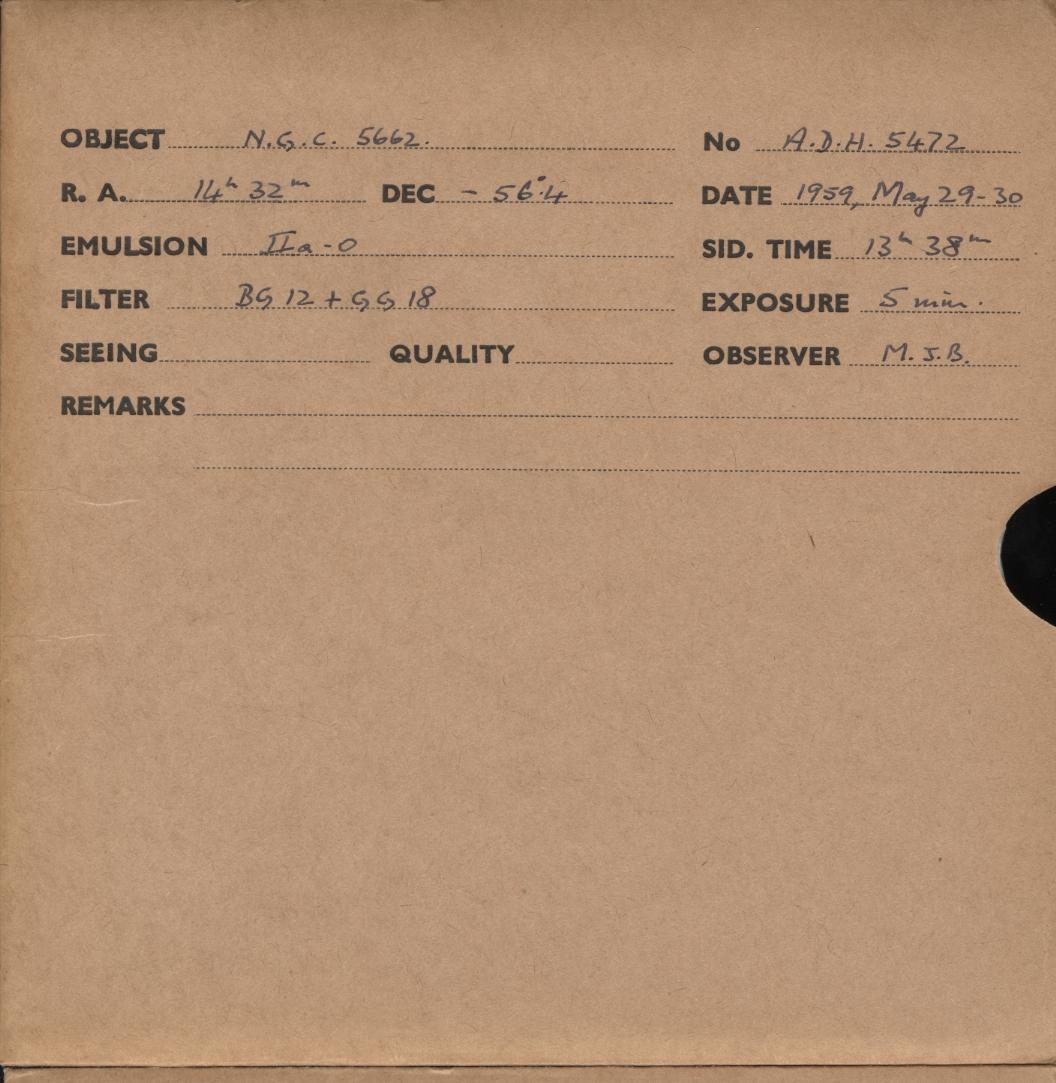 OBJECT N.G.C. 5662. No A.D.H. 5472
R. A. 14ʰ 32ᵐ DEC - 56°.4 DATE 1959, May 29-30
EMULSION IIa-O SID. TIME 13ʰ 38ᵐ
FILTER BG 12 + GG 18 EXPOSURE 5 min.
SEEING QUALITY OBSERVER M.J.B.
REMARKS